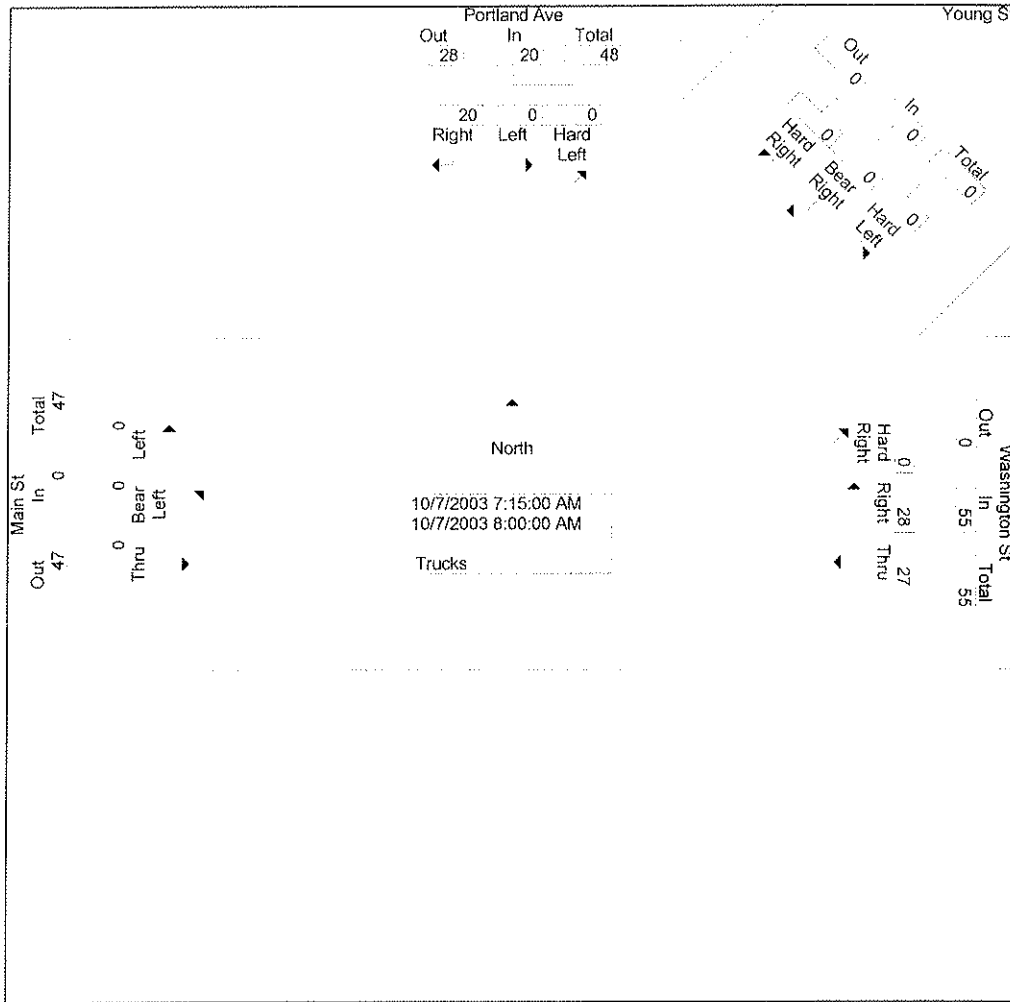 Portland Ave
Out In Total
28 20 48
20 0 0
Right Left Hard Left
Young S
Out In Total
0 0 0
0 0 0
Hard Right Bear Right Hard Left
Main St
Out In Total
47 0 47
0 0 0
Left Bear Left Thru
North
10/7/2003 7:15:00 AM
10/7/2003 8:00:00 AM
Trucks
Washington St
Out In Total
0 55 55
0 28 27
Hard Right Right Thru